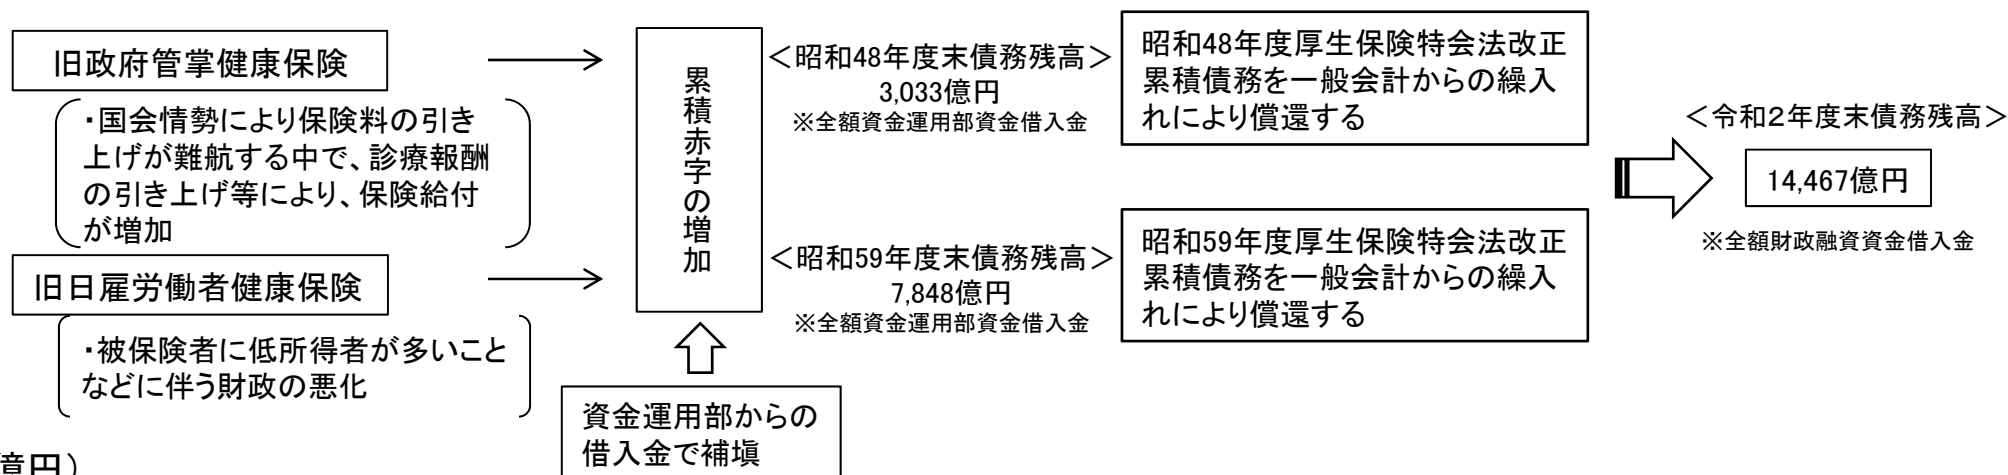 旧政府管掌健康保険
・国会情勢により保険料の引き
上げが難航する中で、診療報酬
の引き上げ等により、保険給付
が増加
旧日雇労働者健康保険
・被保険者に低所得者が多いこと
などに伴う財政の悪化
累積赤字の増加
資金運用部からの
借入金で補塡
＜昭和48年度末債務残高＞
3,033億円
※全額資金運用部資金借入金
昭和48年度厚生保険特会法改正
累積債務を一般会計からの繰入
れにより償還する
＜昭和59年度末債務残高＞
7,848億円
※全額資金運用部資金借入金
昭和59年度厚生保険特会法改正
累積債務を一般会計からの繰入
れにより償還する
＜令和２年度末債務残高＞
14,467億円
※全額財政融資資金借入金
億円）